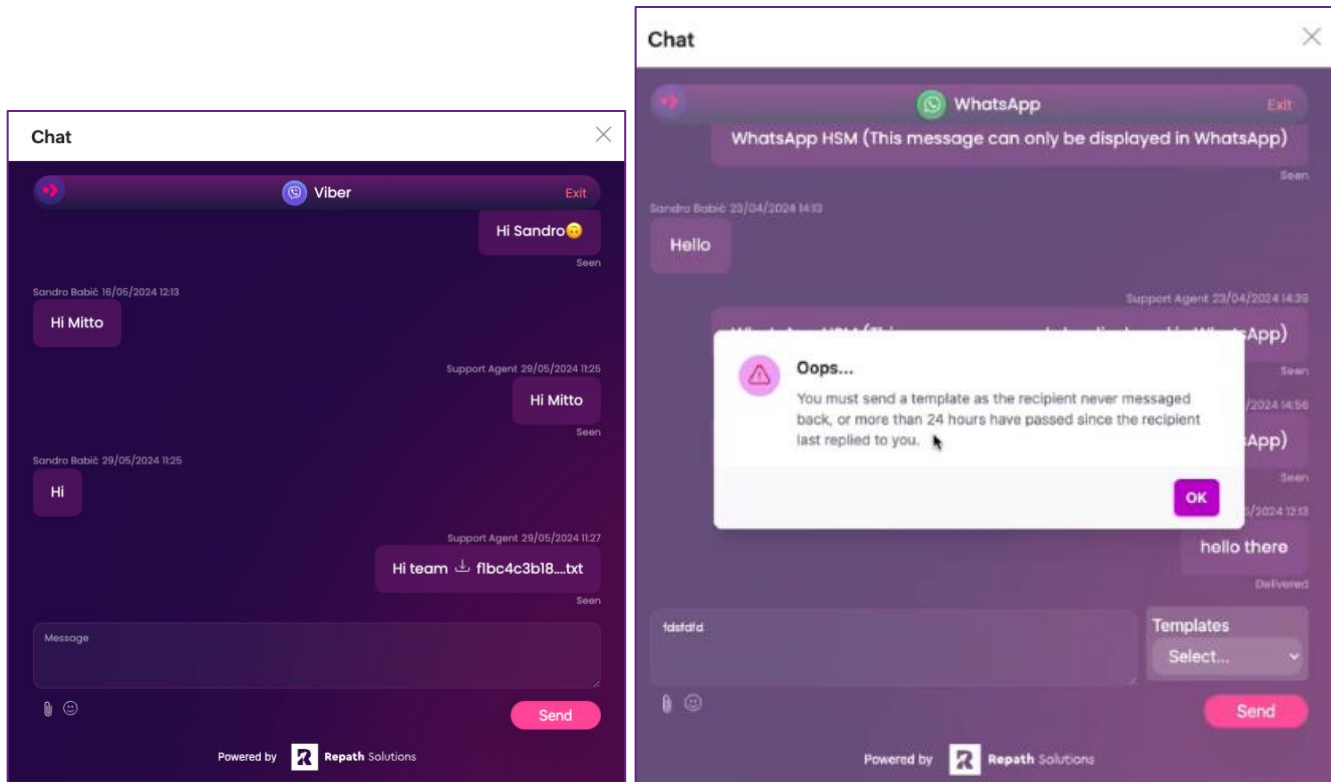 Chat
Viber
Exit
Hi Sandro🙃
Seen
Sandro Babić 16/05/2024 12:13
Hi Mitto
Support Agent 29/05/2024 11:25
Hi Mitto
Seen
Sandro Babić 29/05/2024 11:25
Hi
Support Agent 29/05/2024 11:27
Hi team f1bc4c3b18....txt
Seen
Message
Send
Powered by Repath Solutions
Chat
WhatsApp
Exit
WhatsApp HSM (This message can only be displayed in WhatsApp)
Seen
Sandro Babić 23/04/2024 14:13
Hello
Support Agent 23/04/2024 14:39
App)
Seen
/2024 14:56
App)
Seen
/2024 12:13
hello there
Delivered
Oops...
You must send a template as the recipient never messaged
back, or more than 24 hours have passed since the recipient
last replied to you.
OK
Templates
Select...
Send
Powered by Repath Solutions